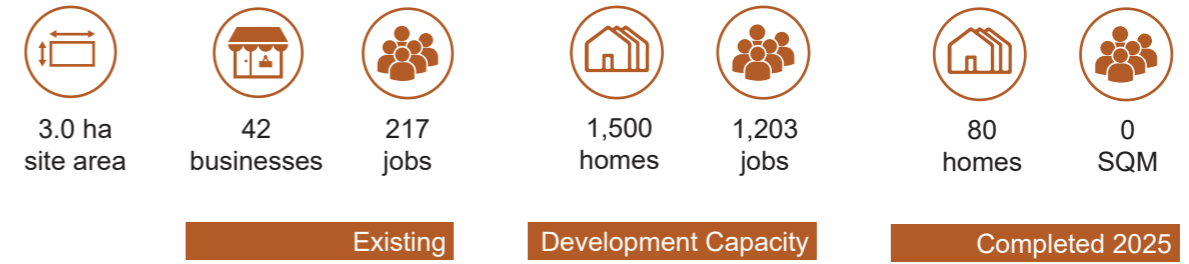 3.0 ha
site area
42
businesses
217
jobs
1,500
homes
1,203
jobs
80
homes
0
SQM
Existing
Development Capacity
Completed 2025